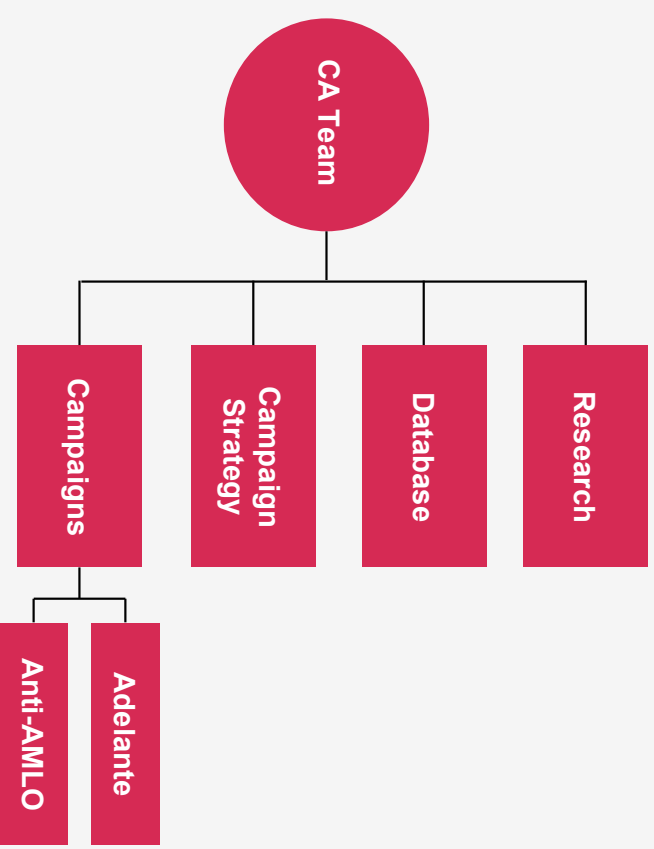 CA Team
Research
Database
Campaign
Strategy
Campaigns
Adelante
Anti-AMLO